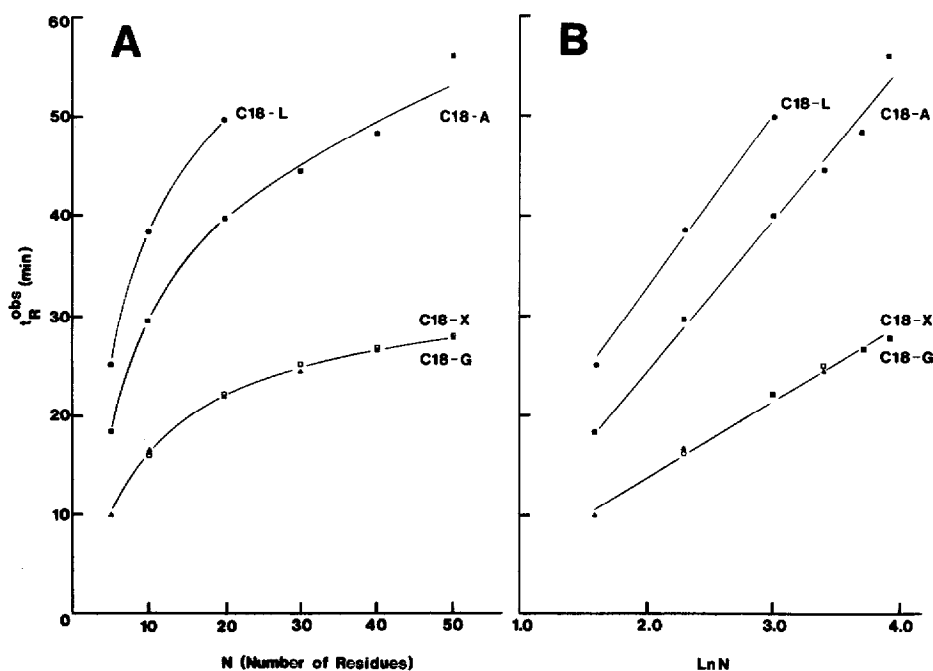 A
B
60
50
40
30
20
10
0
t_R^obs (min)
C18-L
C18-A
C18-X
C18-G
10
20
30
40
50
N (Number of Residues)
C18-L
C18-A
C18-X
C18-G
1.0
2.0
3.0
4.0
LnN